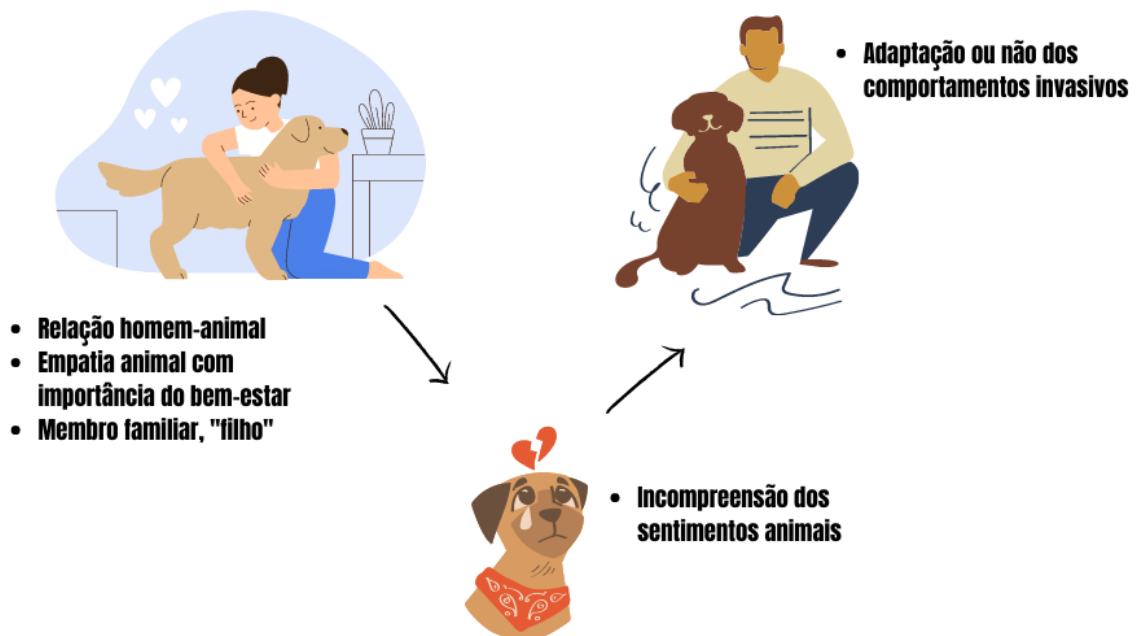 • Adaptação ou não dos
comportamentos invasivos
• Relação homem-animal
• Empatia animal com
importância do bem-estar
• Membro familiar, "filho"
• Incompreensão dos
sentimentos animais